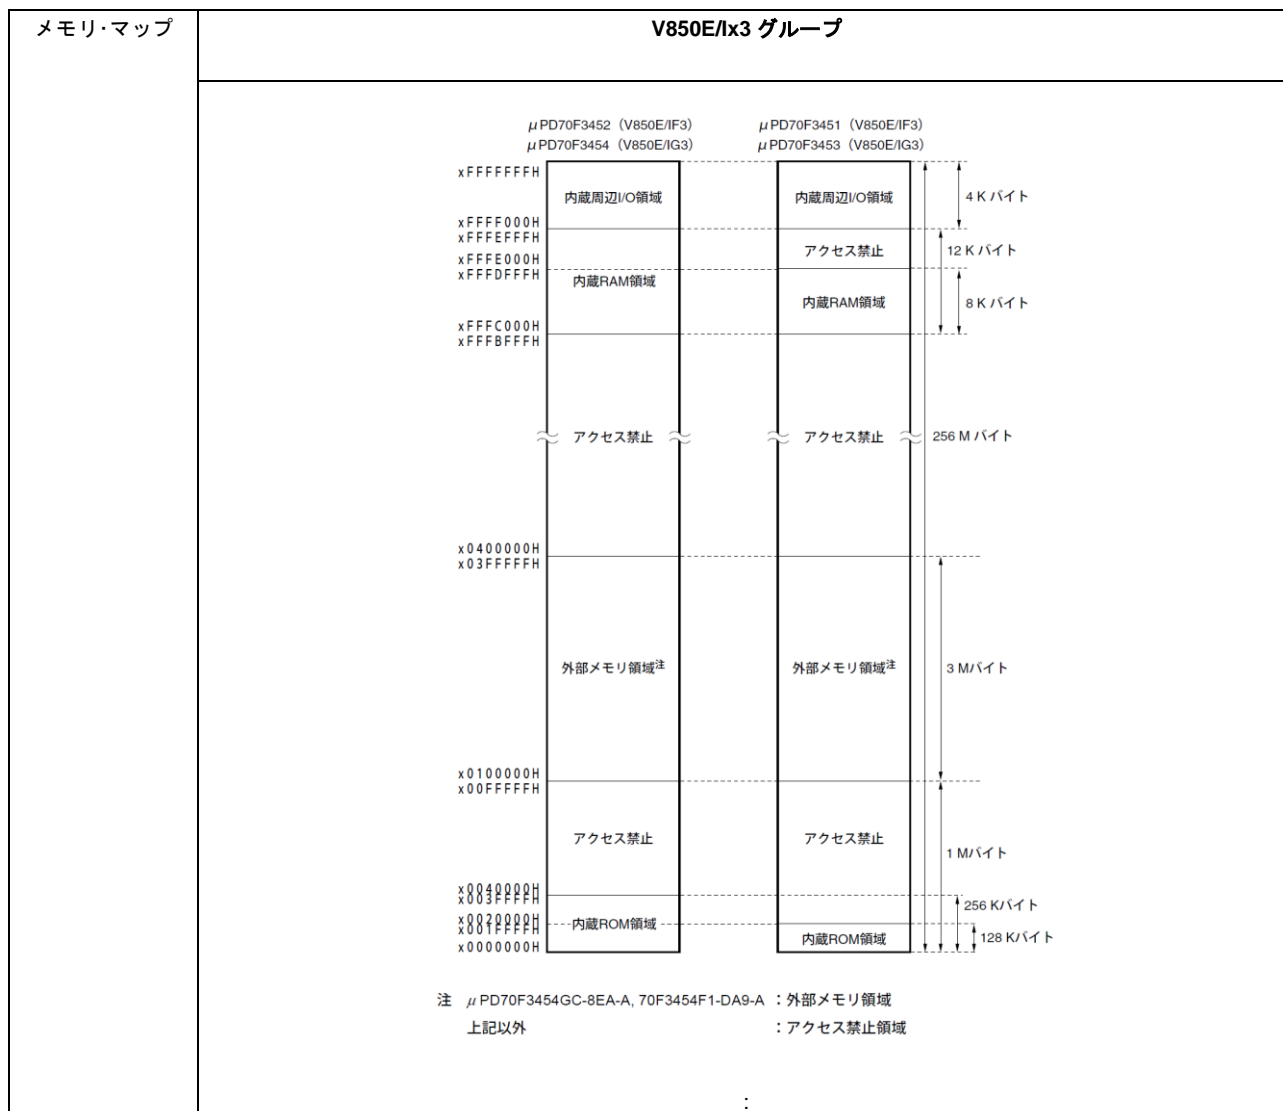 メモリ・マップ
V850E/Ix3 グループ
μPD70F3452（V850E/IF3）
μPD70F3454（V850E/IG3）
μPD70F3451（V850E/IF3）
μPD70F3453（V850E/IG3）
xFFFFFFFH
内蔵周辺I/O領域
内蔵周辺I/O領域
4 K バイト
xFFFF000H
xFFFEFFFH
アクセス禁止
12 K バイト
xFFFE000H
xFFFDFFFH
内蔵RAM領域
内蔵RAM領域
8 K バイト
xFFFC000H
xFFFBFFFH
アクセス禁止
アクセス禁止
256 M バイト
x0400000H
x03FFFFFH
外部メモリ領域注
外部メモリ領域注
3 Mバイト
x0100000H
x00FFFFFH
アクセス禁止
アクセス禁止
1 Mバイト
x0040000H
x003FFFFH
256 Kバイト
x0020000H
x001FFFFH
内蔵ROM領域
内蔵ROM領域
128 Kバイト
x0000000H
注 μPD70F3454GC-8EA-A, 70F3454F1-DA9-A ：外部メモリ領域
上記以外 ：アクセス禁止領域
: